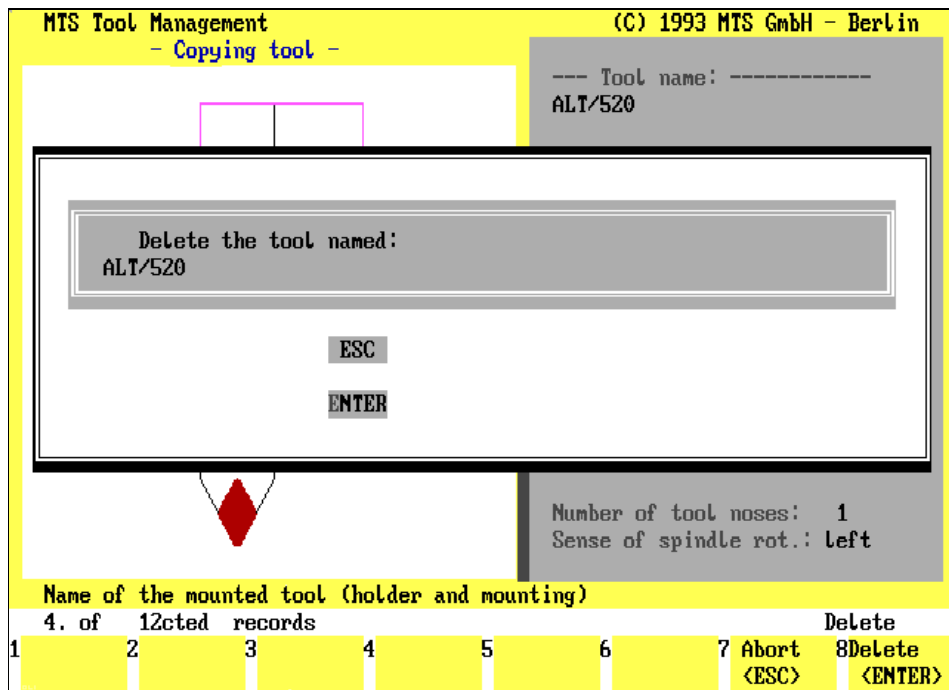 MTS Tool Management (C) 1993 MTS GmbH - Berlin
- Copying tool -
--- Tool name: ------------
ALT/520
Delete the tool named:
ALT/520
ESC
ENTER
Number of tool noses: 1
Sense of spindle rot.: left
Name of the mounted tool (holder and mounting)
4. of 12cted records Delete
1 2 3 4 5 6 7 Abort 8Delete
<ESC> <ENTER>